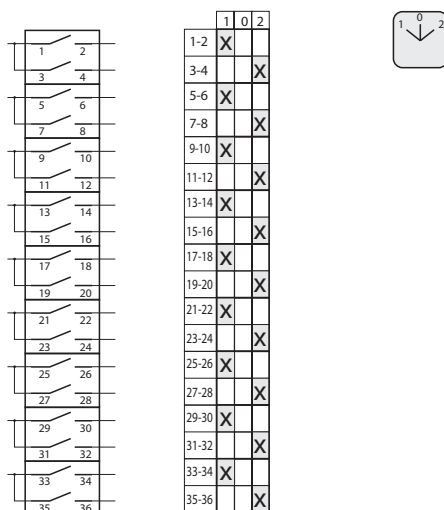 1 2
3 4
5 6
7 8
9 10
11 12
13 14
15 16
17 18
19 20
21 22
23 24
25 26
27 28
29 30
31 32
33 34
35 36
1 0 2
1-2 X
3-4 X
5-6 X
7-8 X
9-10 X
11-12 X
13-14 X
15-16 X
17-18 X
19-20 X
21-22 X
23-24 X
25-26 X
27-28 X
29-30 X
31-32 X
33-34 X
35-36 X
1 0 2